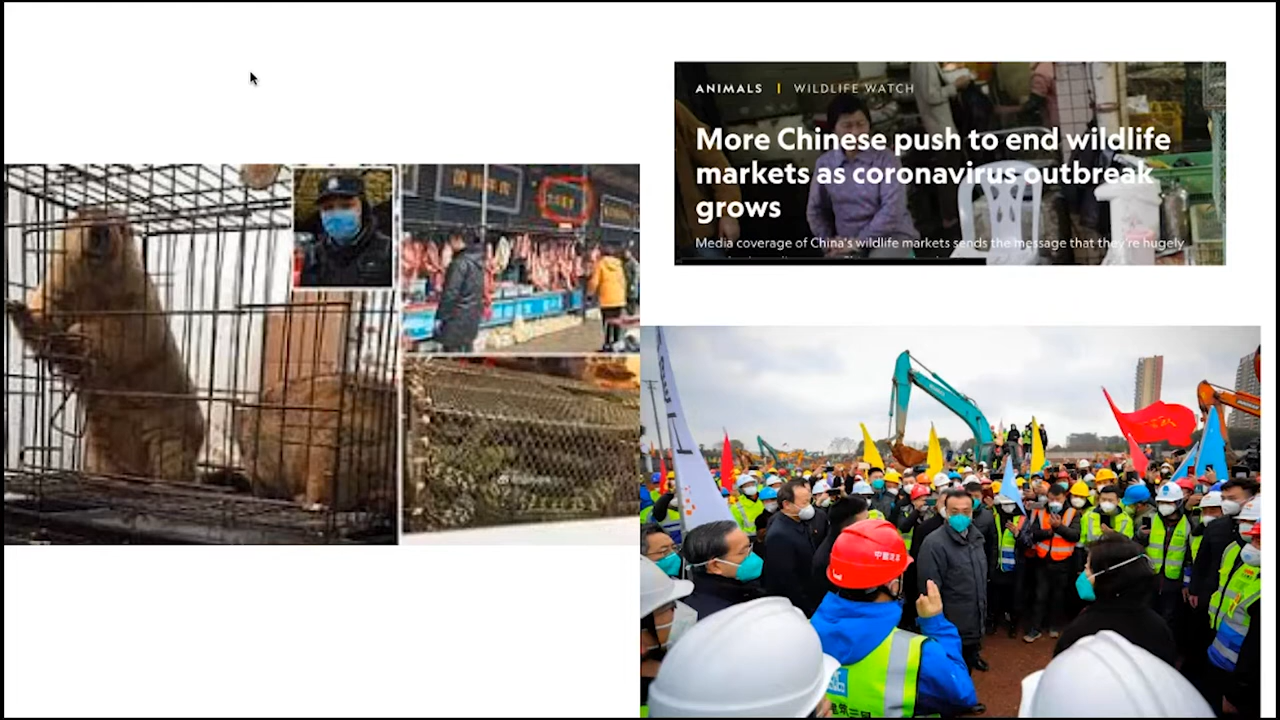 ANIMALS | WILDLIFE WATCH
More Chinese push to end wildlife
markets as coronavirus outbreak
grows
Media coverage of China's wildlife markets sends the message that they're hugely